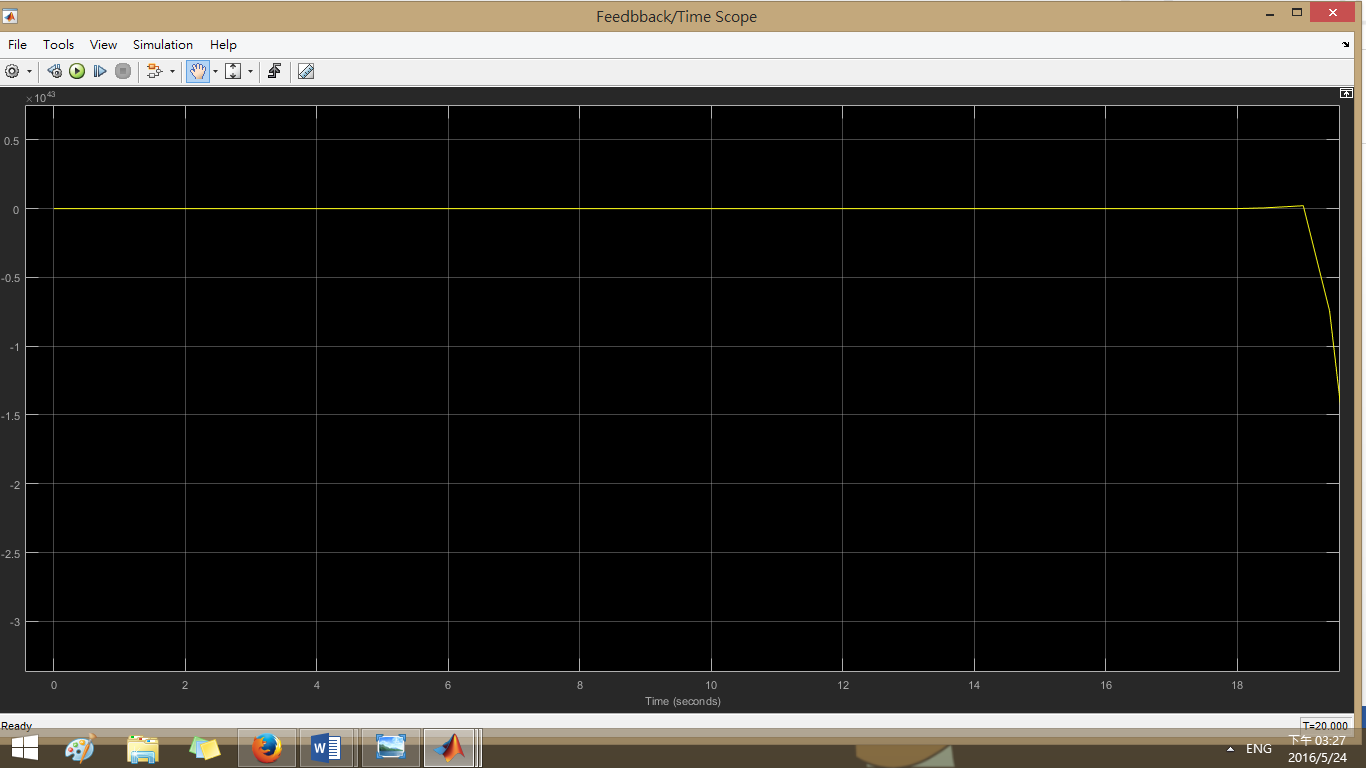 Feedbback/Time Scope
File Tools View Simulation Help
×10^43
0.5
0
-0.5
-1
-1.5
-2
-2.5
-3
0 2 4 6 8 10 12 14 16 18
Time (seconds)
Ready T=20.000
ENG 下午 03:27
2016/5/24